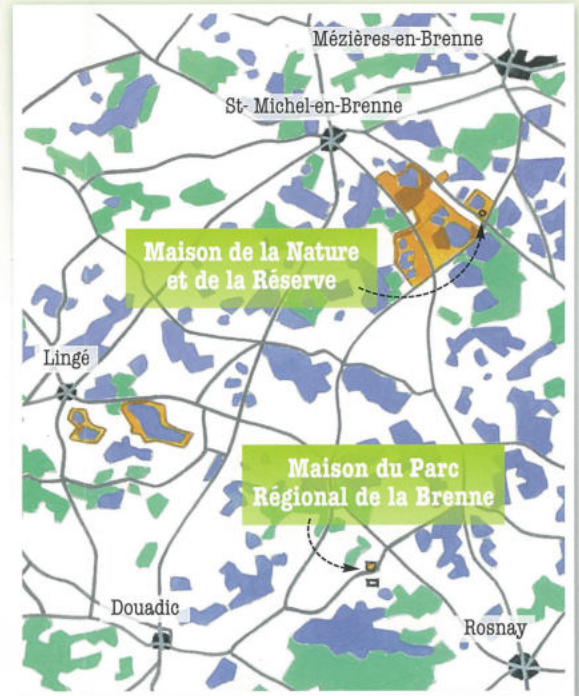 Mézières-en-Brenne
St- Michel-en-Brenne
Maison de la Nature
et de la Réserve
Lingé
Maison du Parc
Régional de la Brenne
Douadic
Rosnay